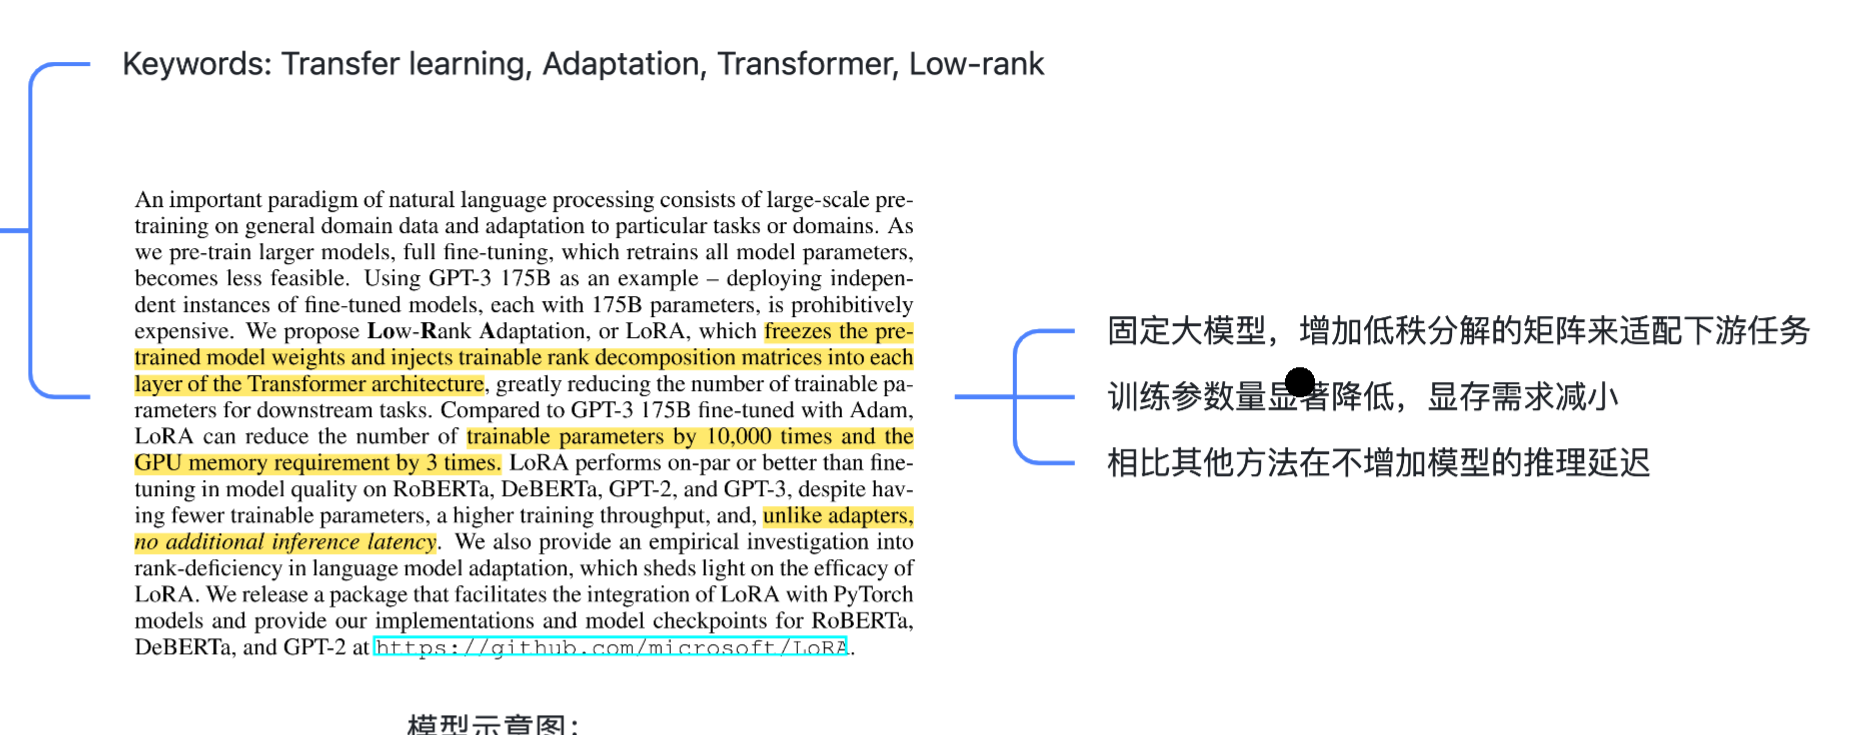 Keywords: Transfer learning, Adaptation, Transformer, Low-rank
An important paradigm of natural language processing consists of large-scale pre-
training on general domain data and adaptation to particular tasks or domains. As
we pre-train larger models, full fine-tuning, which retrains all model parameters,
becomes less feasible. Using GPT-3 175B as an example – deploying indepen-
dent instances of fine-tuned models, each with 175B parameters, is prohibitively
expensive. We propose Low-Rank Adaptation, or LoRA, which freezes the pre-
trained model weights and injects trainable rank decomposition matrices into each
layer of the Transformer architecture, greatly reducing the number of trainable pa-
rameters for downstream tasks. Compared to GPT-3 175B fine-tuned with Adam,
LoRA can reduce the number of trainable parameters by 10,000 times and the
GPU memory requirement by 3 times. LoRA performs on-par or better than fine-
tuning in model quality on RoBERTa, DeBERTa, GPT-2, and GPT-3, despite hav-
ing fewer trainable parameters, a higher training throughput, and, unlike adapters,
no additional inference latency. We also provide an empirical investigation into
rank-deficiency in language model adaptation, which sheds light on the efficacy of
LoRA. We release a package that facilitates the integration of LoRA with PyTorch
models and provide our implementations and model checkpoints for RoBERTa,
DeBERTa, and GPT-2 at https://github.com/microsoft/LoRA.
固定大模型，增加低秩分解的矩阵来适配下游任务
训练参数量显著降低，显存需求减小
相比其他方法在不增加模型的推理延迟
模型示意图：